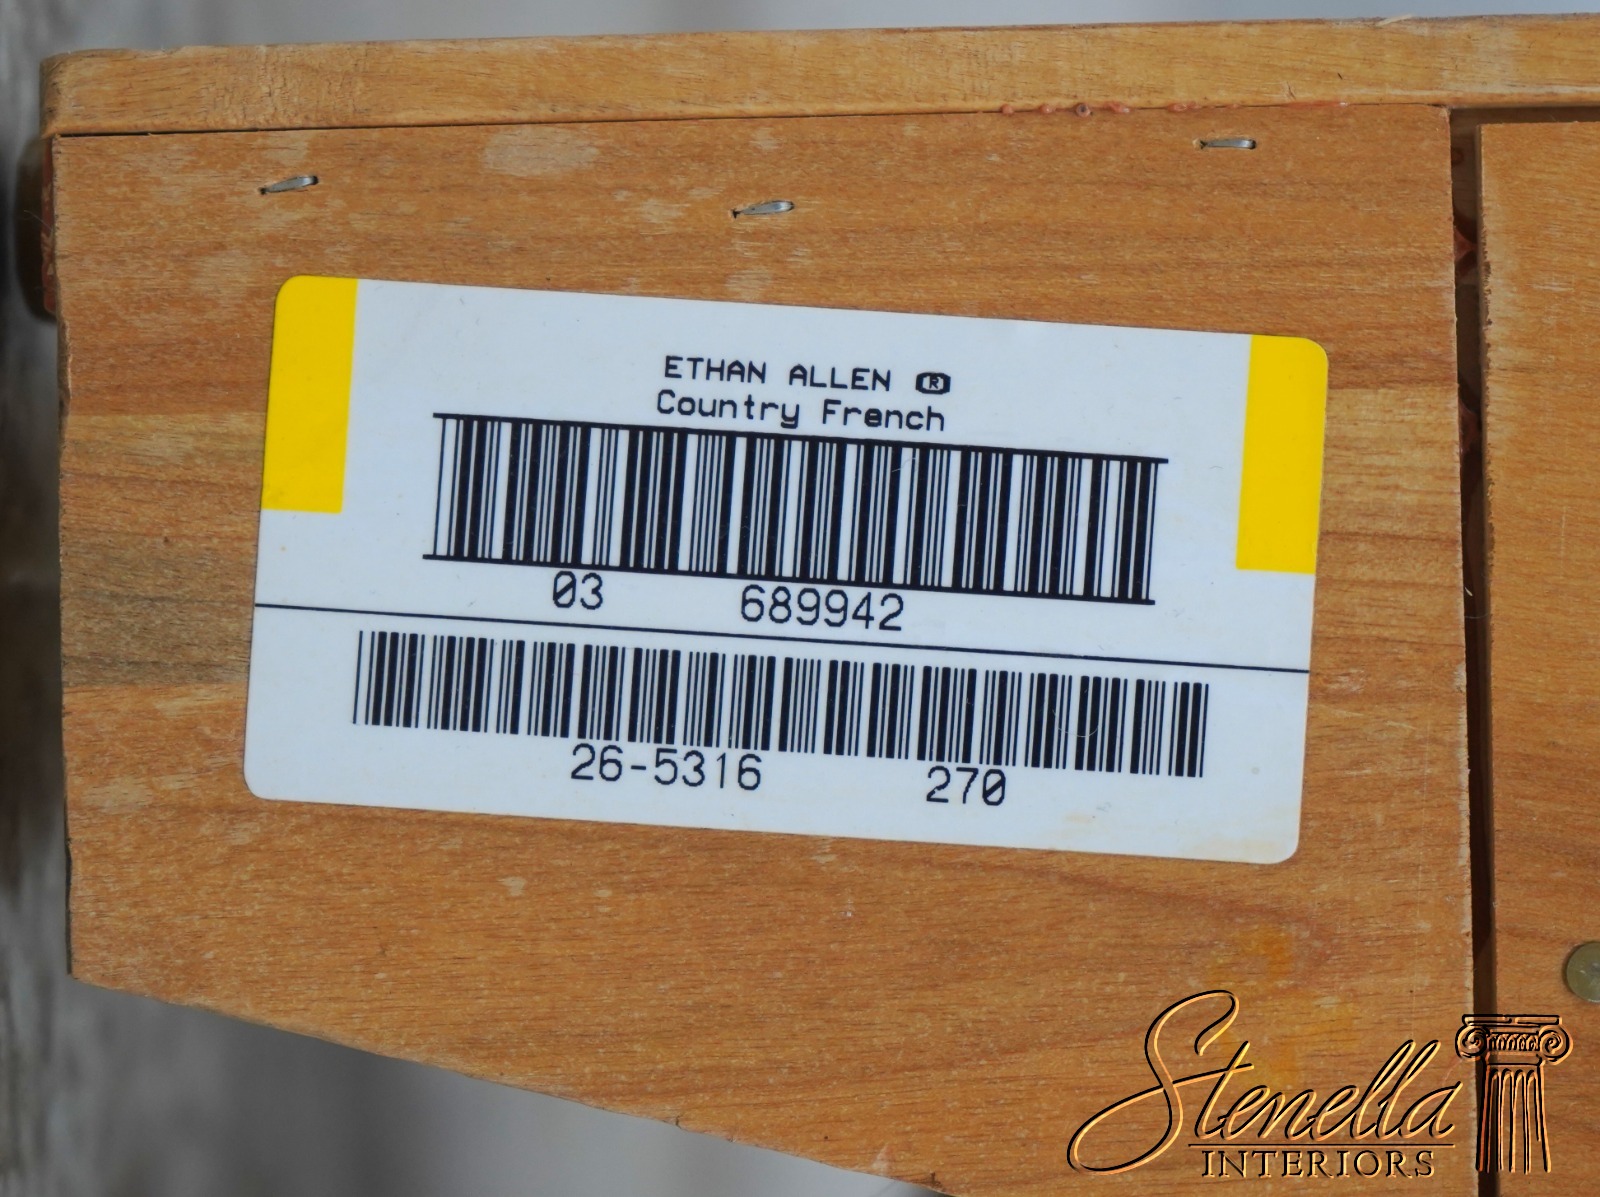 ETHAN ALLEN ®
Country French
03 689942
26-5316 270
Stenella
INTERIORS